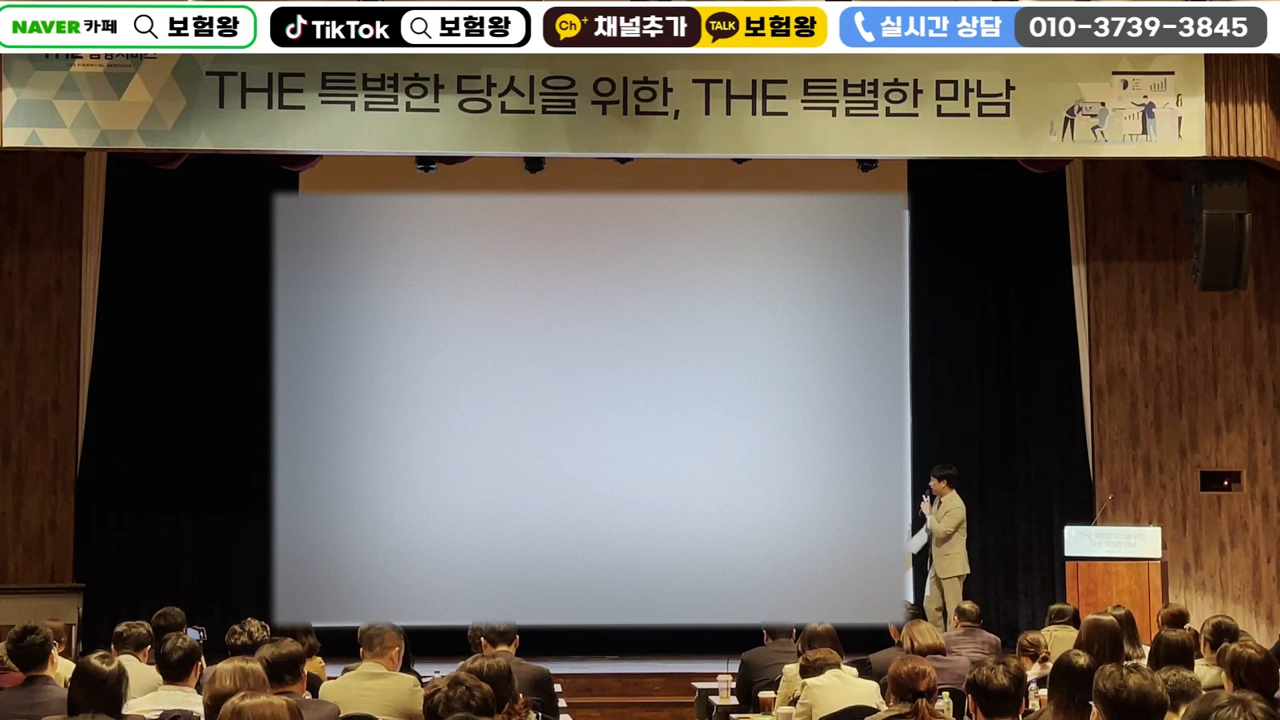 NAVER 카페 보험왕
TikTok 보험왕
Ch+ 채널추가 TALK 보험왕
실시간 상담 010-3739-3845
THE 특별한 당신을 위한, THE 특별한 만남